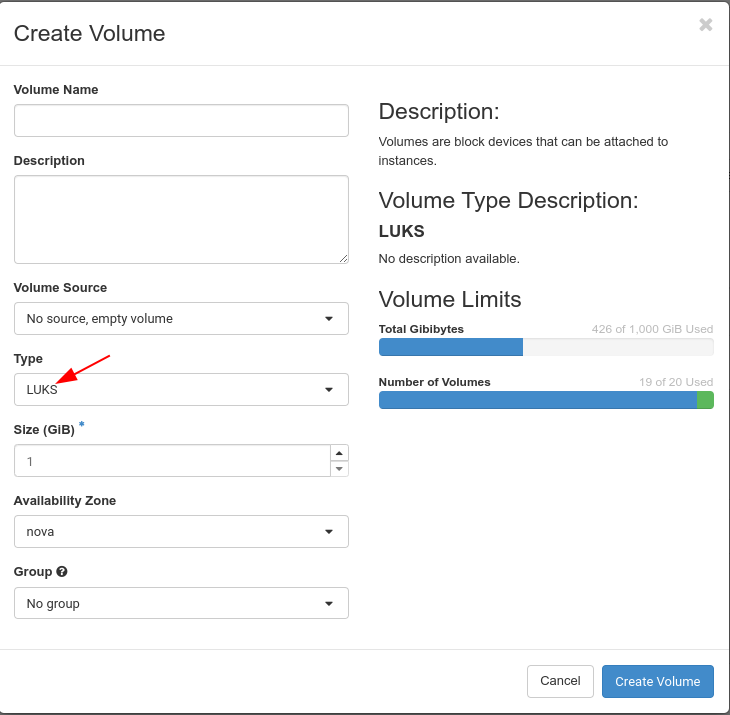 Create Volume
×
Volume Name
Description
Volume Source
No source, empty volume
Type
LUKS
Size (GiB) *
1
Availability Zone
nova
Group ?
No group
Description:
Volumes are block devices that can be attached to
instances.
Volume Type Description:
LUKS
No description available.
Volume Limits
Total Gibibytes 426 of 1,000 GiB Used
Number of Volumes 19 of 20 Used
Cancel
Create Volume